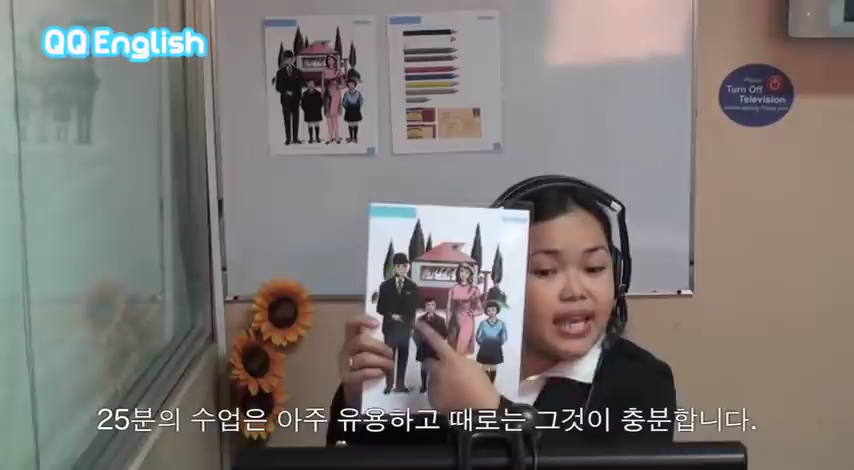 QQ English
Please
Turn Off
Television
25분의 수업은 아주 유용하고 때로는 그것이 충분합니다.